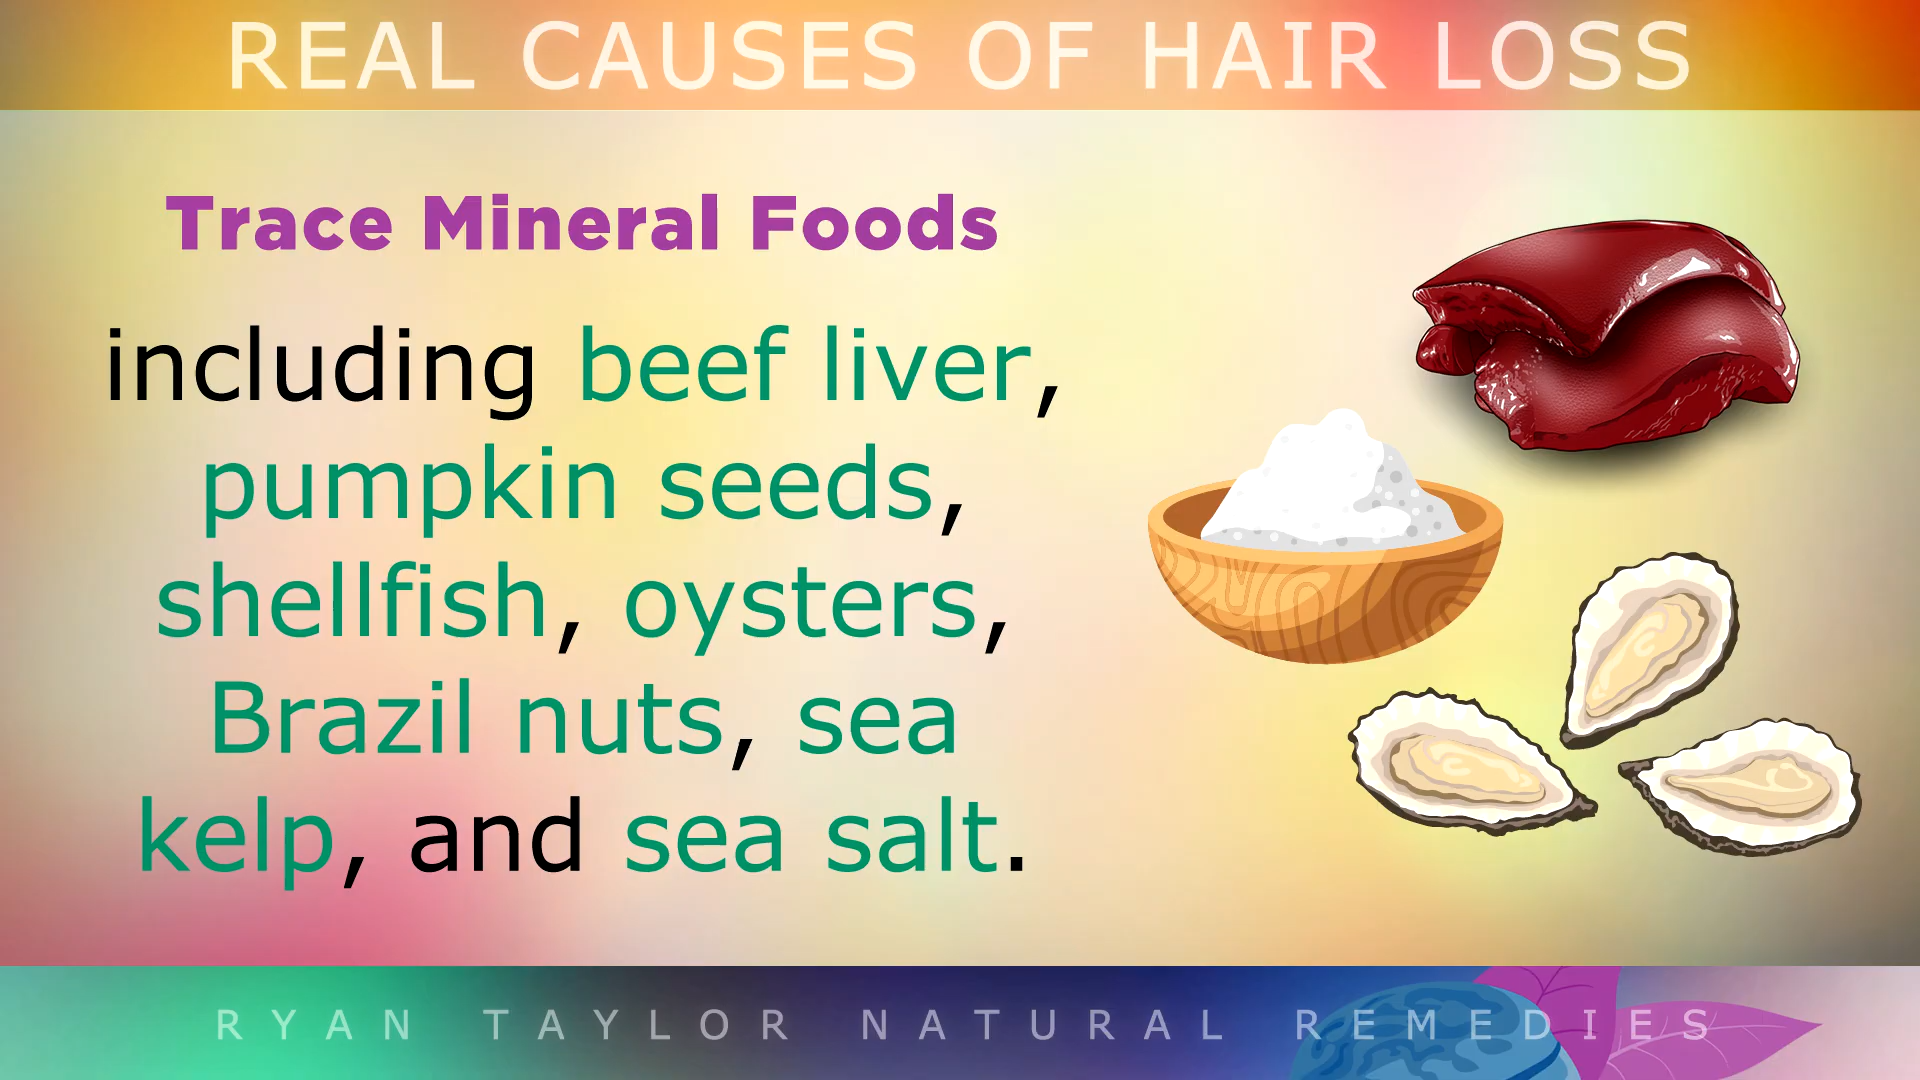 REAL CAUSES OF HAIR LOSS
Trace Mineral Foods
including beef liver,
pumpkin seeds,
shellfish, oysters,
Brazil nuts, sea
kelp, and sea salt.
RYAN TAYLOR NATURAL REMEDIES